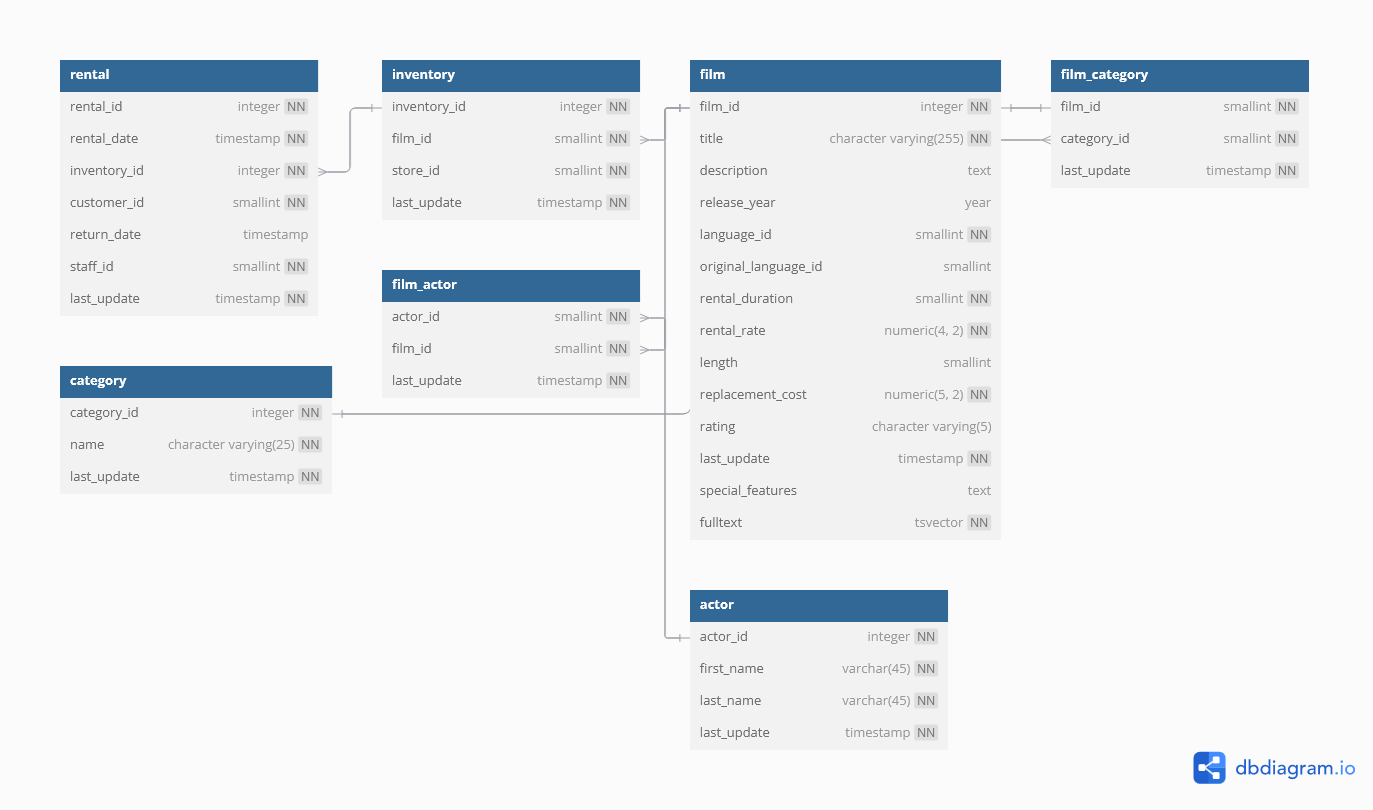 rental
rental_id integer NN
rental_date timestamp NN
inventory_id integer NN
customer_id smallint NN
return_date timestamp
staff_id smallint NN
last_update timestamp NN
inventory
inventory_id integer NN
film_id smallint NN
store_id smallint NN
last_update timestamp NN
film
film_id integer NN
title character varying(255) NN
description text
release_year year
language_id smallint NN
original_language_id smallint
rental_duration smallint NN
rental_rate numeric(4, 2) NN
length smallint
replacement_cost numeric(5, 2) NN
rating character varying(5)
last_update timestamp NN
special_features text
fulltext tsvector NN
film_category
film_id smallint NN
category_id smallint NN
last_update timestamp NN
film_actor
actor_id smallint NN
film_id smallint NN
last_update timestamp NN
category
category_id integer NN
name character varying(25) NN
last_update timestamp NN
actor
actor_id integer NN
first_name varchar(45) NN
last_name varchar(45) NN
last_update timestamp NN
dbdiagram.io